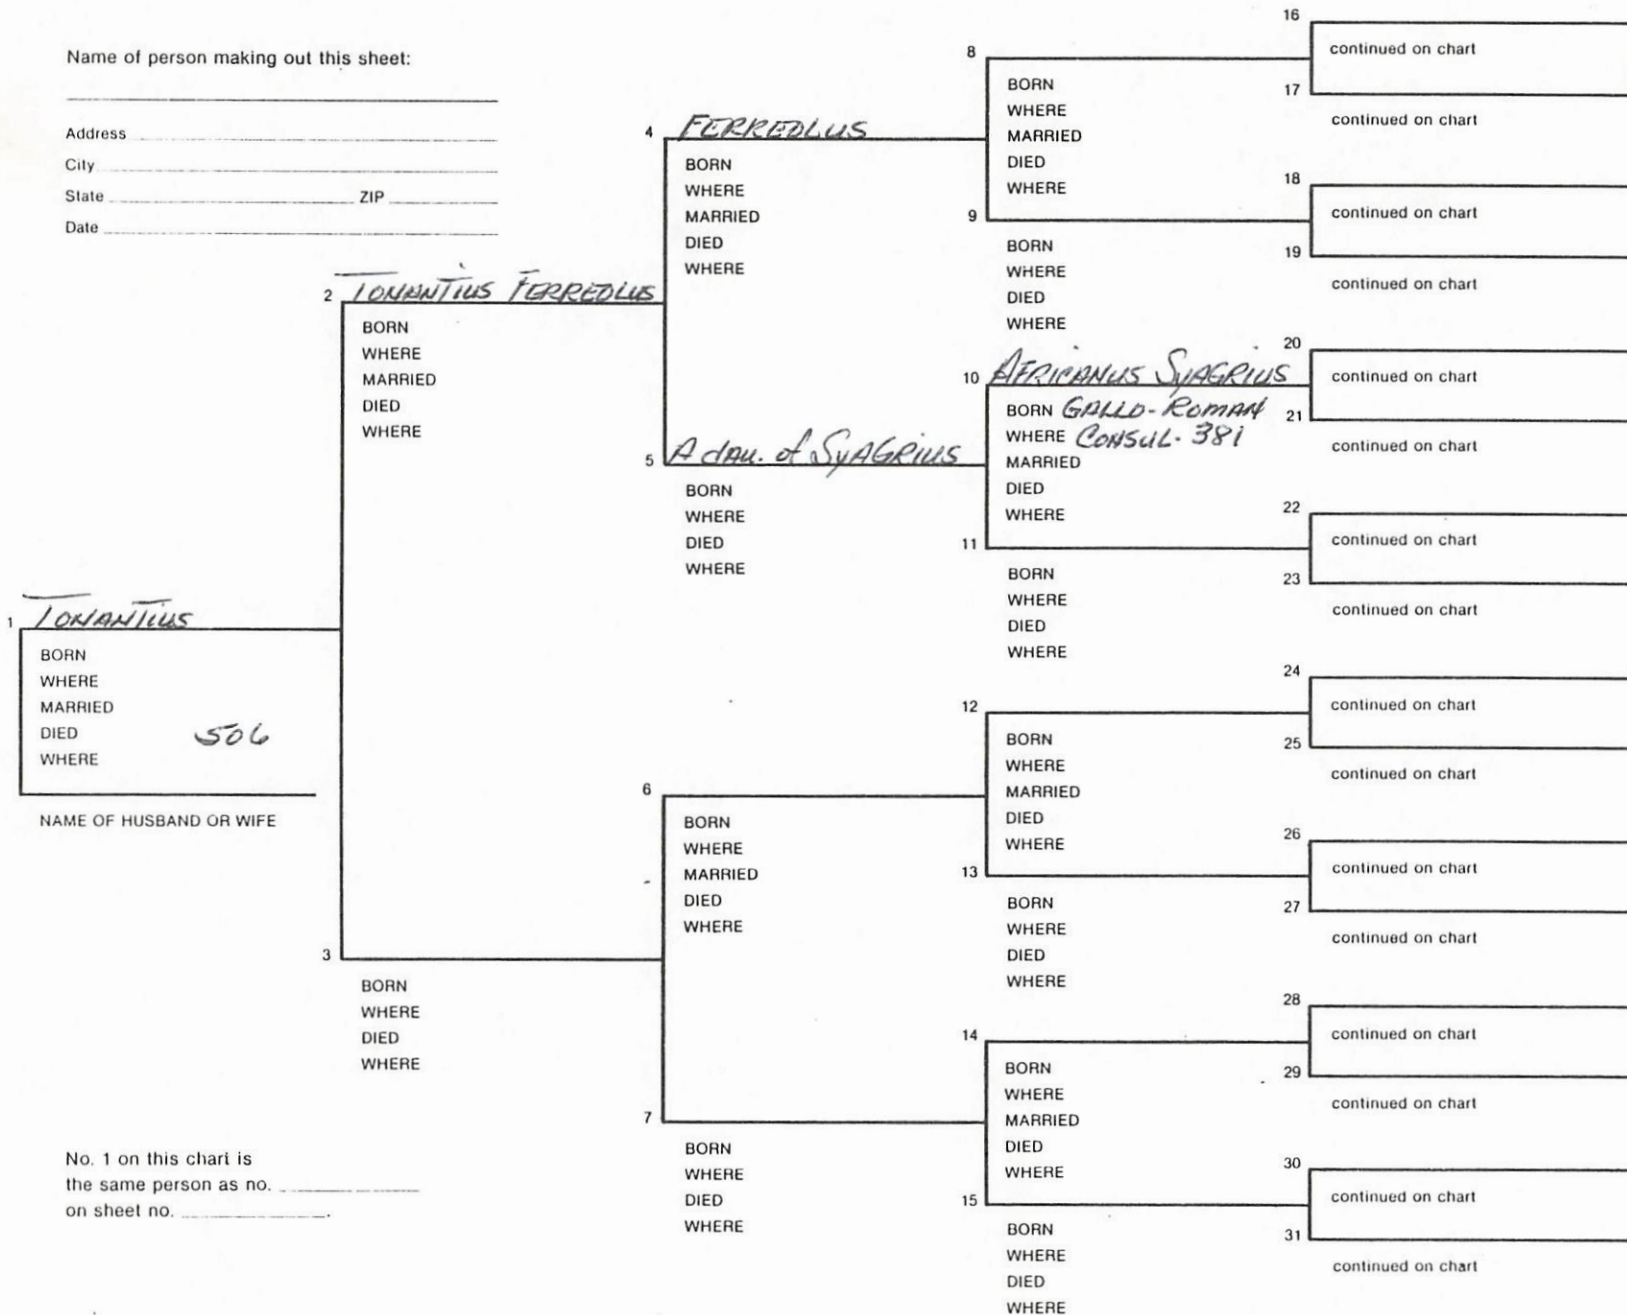 Name of person making out this sheet:
Address
City
State ZIP
Date
1 TONANTIUS
BORN
WHERE
MARRIED
DIED 506
WHERE
NAME OF HUSBAND OR WIFE
No. 1 on this chart is
the same person as no.
on sheet no. .
2 TONANTIUS FERREOLUS
BORN
WHERE
MARRIED
DIED
WHERE
3
BORN
WHERE
DIED
WHERE
4 FERREOLUS
BORN
WHERE
MARRIED
DIED
WHERE
5 A dau. of SYAGRIUS
BORN
WHERE
DIED
WHERE
6
BORN
WHERE
MARRIED
DIED
WHERE
7
BORN
WHERE
DIED
WHERE
8
BORN
WHERE
MARRIED
DIED
WHERE
9
BORN
WHERE
DIED
WHERE
10 AFRICANUS SYAGRIUS
BORN GALLO-ROMAN
WHERE CONSUL-381
MARRIED
DIED
WHERE
11
BORN
WHERE
DIED
WHERE
12
BORN
WHERE
MARRIED
DIED
WHERE
13
BORN
WHERE
DIED
WHERE
14
BORN
WHERE
MARRIED
DIED
WHERE
15
BORN
WHERE
DIED
WHERE
16
continued on chart
17
continued on chart
18
continued on chart
19
continued on chart
20
continued on chart
21
continued on chart
22
continued on chart
23
continued on chart
24
continued on chart
25
continued on chart
26
continued on chart
27
continued on chart
28
continued on chart
29
continued on chart
30
continued on chart
31
continued on chart